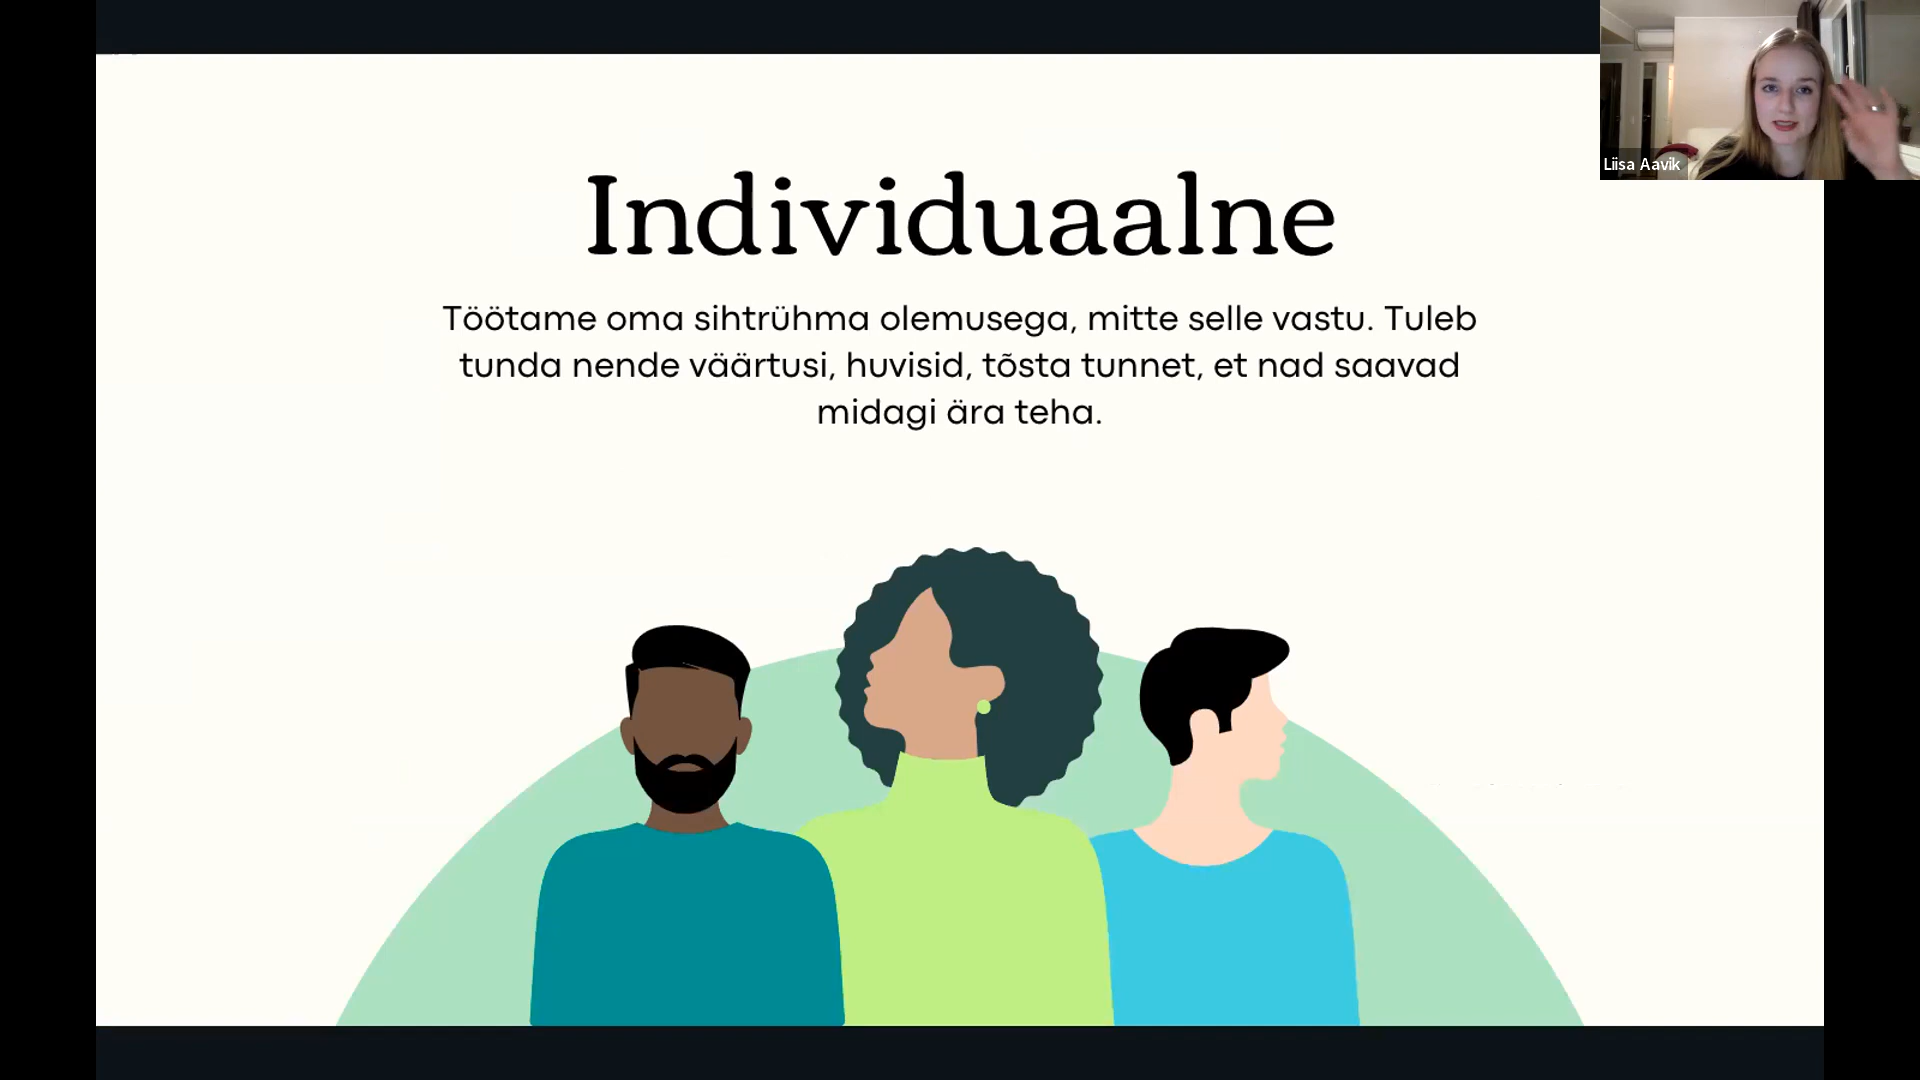 Individuaalne
Töötame oma sihtrühma olemusega, mitte selle vastu. Tuleb
tunda nende väärtusi, huvisid, tõsta tunnet, et nad saavad
midagi ära teha.
Liisa Aavik